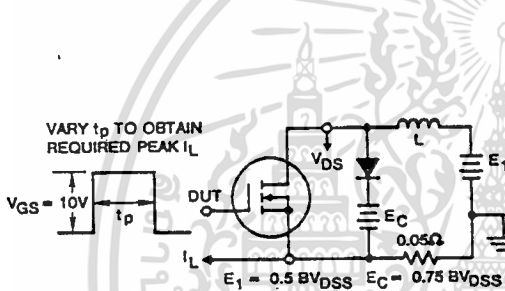 VARY tp TO OBTAIN
REQUIRED PEAK IL
VGS = 10V
tp
DUT
VDS
L
E1
EC
0.05Ω
IL
E1 = 0.5 BVDSS EC = 0.75 BVDSS